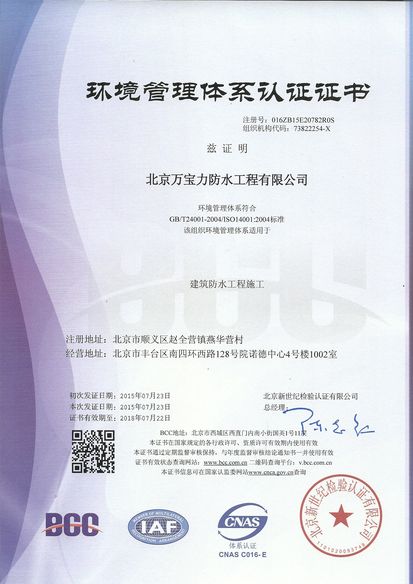 环境管理体系认证证书
注册号：016ZB15E20782R0S
组织机构代码：73822254-X
兹 证 明
北京万宝力防水工程有限公司
环境管理体系符合
GB/T24001-2004/ISO14001:2004标准
该组织环境管理体系适用于
BCC
建筑防水工程施工
注册地址：北京市顺义区赵全营镇燕华营村
经营地址：北京市丰台区南四环西路128号院诺德中心4号楼1002室
初次发证日期：2015年07月23日
本次发证日期：2015年07月23日
证书有效日期：2018年07月22日
北京新世纪检验认证有限公司
总经理
BCC地址：北京市西城区西直门内南小街国英1号11层
本证书在国家规定的各行政许可、资质许可有效期内使用有效
本证书通过定期监督审核保持，与年度监督审核结论通知书一并使用有效
证书有效状态查询网站：www.bcc.com.cn 二维码查询平台：v.bcc.com.cn
本证书信息可在国家认监委网站www.cnca.gov.cn查询
BCC
IAF
CNAS
体系认证
CNAS C016-E
北京新世纪检验认证有限公司